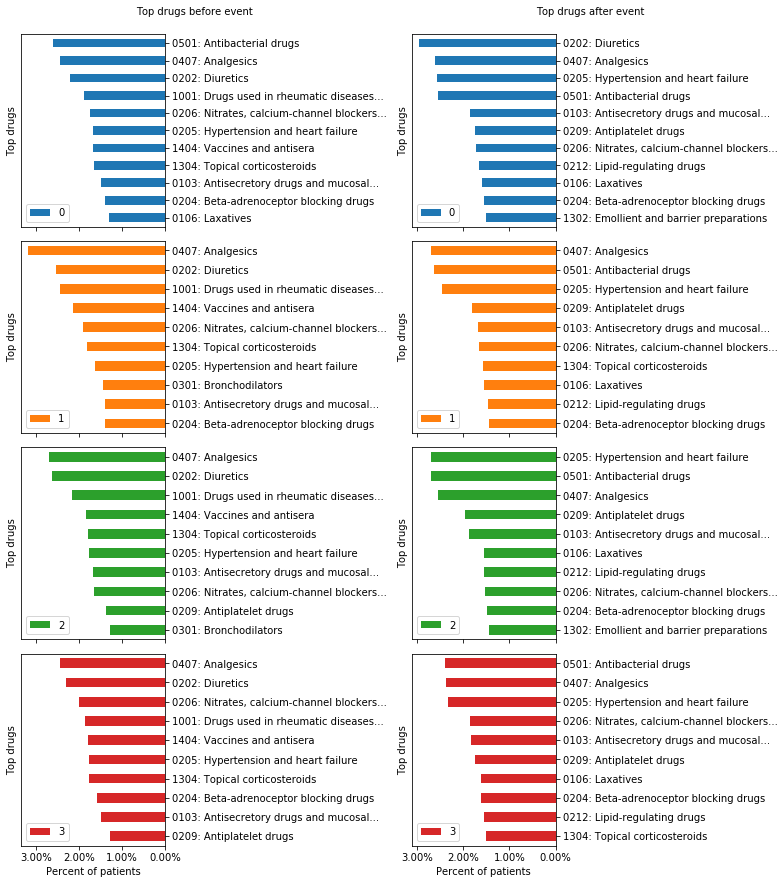 Top drugs before event
Top drugs
0501: Antibacterial drugs
0407: Analgesics
0202: Diuretics
1001: Drugs used in rheumatic diseases...
0206: Nitrates, calcium-channel blockers...
0205: Hypertension and heart failure
1404: Vaccines and antisera
1304: Topical corticosteroids
0103: Antisecretory drugs and mucosal...
0204: Beta-adrenoceptor blocking drugs
0106: Laxatives
0
Top drugs
0407: Analgesics
0202: Diuretics
1001: Drugs used in rheumatic diseases...
1404: Vaccines and antisera
0206: Nitrates, calcium-channel blockers...
1304: Topical corticosteroids
0205: Hypertension and heart failure
0301: Bronchodilators
0103: Antisecretory drugs and mucosal...
0204: Beta-adrenoceptor blocking drugs
1
Top drugs
0407: Analgesics
0202: Diuretics
1001: Drugs used in rheumatic diseases...
1404: Vaccines and antisera
1304: Topical corticosteroids
0205: Hypertension and heart failure
0103: Antisecretory drugs and mucosal...
0206: Nitrates, calcium-channel blockers...
0209: Antiplatelet drugs
0301: Bronchodilators
2
Top drugs
0407: Analgesics
0202: Diuretics
0206: Nitrates, calcium-channel blockers...
1001: Drugs used in rheumatic diseases...
1404: Vaccines and antisera
0205: Hypertension and heart failure
1304: Topical corticosteroids
0204: Beta-adrenoceptor blocking drugs
0103: Antisecretory drugs and mucosal...
0209: Antiplatelet drugs
3
3.00% 2.00% 1.00% 0.00%
Percent of patients
Top drugs after event
Top drugs
0202: Diuretics
0407: Analgesics
0205: Hypertension and heart failure
0501: Antibacterial drugs
0103: Antisecretory drugs and mucosal...
0209: Antiplatelet drugs
0206: Nitrates, calcium-channel blockers...
0212: Lipid-regulating drugs
0106: Laxatives
0204: Beta-adrenoceptor blocking drugs
1302: Emollient and barrier preparations
0
Top drugs
0407: Analgesics
0501: Antibacterial drugs
0205: Hypertension and heart failure
0209: Antiplatelet drugs
0103: Antisecretory drugs and mucosal...
0206: Nitrates, calcium-channel blockers...
1304: Topical corticosteroids
0106: Laxatives
0212: Lipid-regulating drugs
0204: Beta-adrenoceptor blocking drugs
1
Top drugs
0205: Hypertension and heart failure
0501: Antibacterial drugs
0407: Analgesics
0209: Antiplatelet drugs
0103: Antisecretory drugs and mucosal...
0106: Laxatives
0212: Lipid-regulating drugs
0206: Nitrates, calcium-channel blockers...
0204: Beta-adrenoceptor blocking drugs
1302: Emollient and barrier preparations
2
Top drugs
0501: Antibacterial drugs
0407: Analgesics
0205: Hypertension and heart failure
0206: Nitrates, calcium-channel blockers...
0103: Antisecretory drugs and mucosal...
0209: Antiplatelet drugs
0106: Laxatives
0204: Beta-adrenoceptor blocking drugs
0212: Lipid-regulating drugs
1304: Topical corticosteroids
3
3.00% 2.00% 1.00% 0.00%
Percent of patients